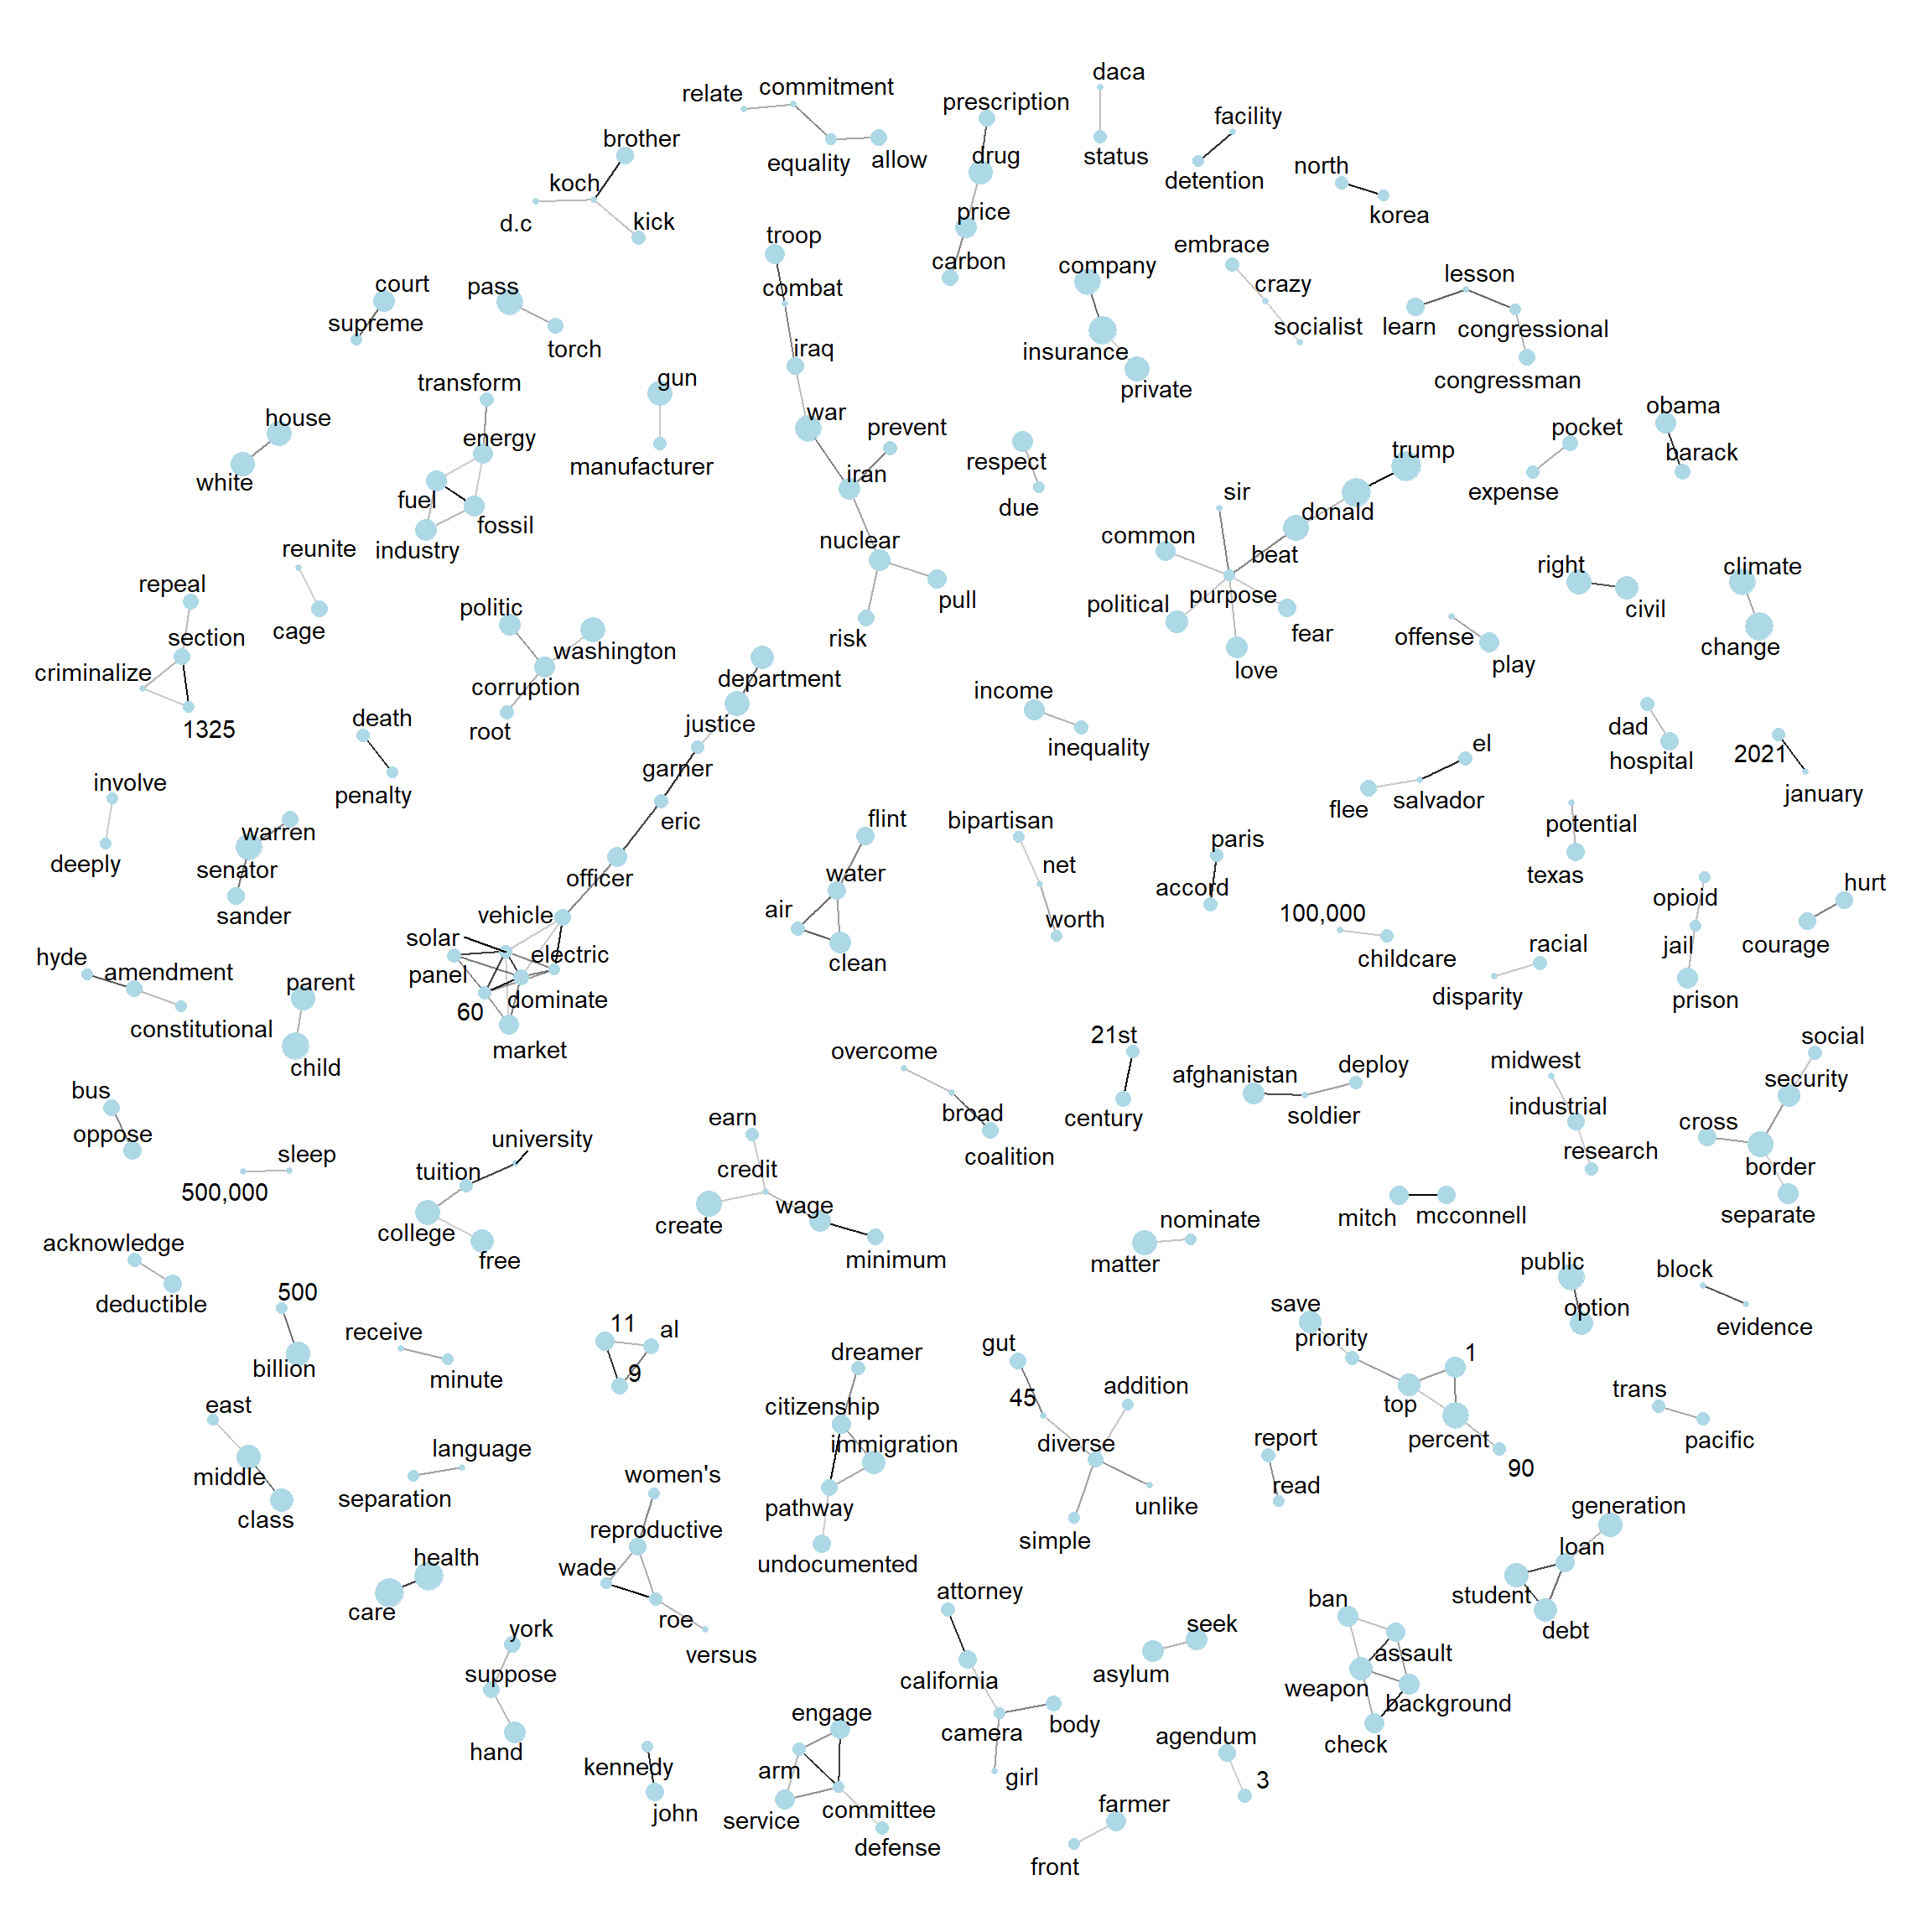 daca
relate
commitment
prescription
facility
brother
equality
allow
drug
status
north
detention
koch
d.c
kick
price
korea
troop
embrace
carbon
company
lesson
court
pass
combat
crazy
supreme
torch
iraq
insurance
socialist
learn
congressional
transform
gun
private
congressman
house
energy
war
prevent
obama
pocket
white
manufacturer
respect
trump
barack
fuel
iran
sir
expense
fossil
due
donald
industry
nuclear
common
beat
reunite
right
climate
repeal
politic
pull
political
purpose
civil
section
cage
risk
fear
offense
change
criminalize
washington
love
play
corruption
department
income
1325
death
root
justice
inequality
dad
el
hospital
2021
involve
penalty
garner
flee
salvador
january
warren
eric
flint
bipartisan
paris
potential
deeply
senator
officer
water
net
accord
texas
hurt
sander
vehicle
air
worth
100,000
opioid
solar
electric
racial
jail
courage
hyde
amendment
panel
clean
childcare
parent
60
dominate
disparity
prison
constitutional
market
overcome
21st
social
child
afghanistan
deploy
midwest
security
bus
earn
broad
century
soldier
industrial
cross
oppose
university
coalition
research
sleep
tuition
credit
border
500,000
create
wage
nominate
mitch
mcconnell
separate
acknowledge
college
free
minimum
matter
public
block
deductible
500
save
option
receive
11
al
gut
priority
evidence
billion
minute
9
dreamer
45
addition
1
trans
east
citizenship
top
language
immigration
diverse
report
percent
pacific
middle
separation
women's
pathway
read
90
class
unlike
generation
health
reproductive
undocumented
simple
loan
care
wade
attorney
ban
student
york
roe
seek
assault
debt
suppose
versus
california
asylum
weapon
background
hand
engage
camera
body
agendum
check
kennedy
arm
girl
3
john
service
committee
farmer
defense
front